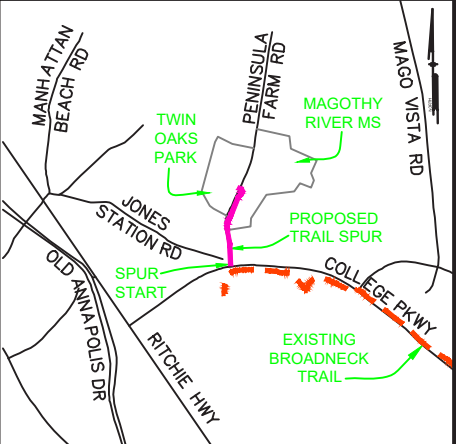 MANHATTAN
BEACH RD
PENINSULA
FARM RD
MAGO VISTA RD
TWIN
OAKS
PARK
MAGOTHY
RIVER MS
JONES
STATION RD
PROPOSED
TRAIL SPUR
SPUR
START
OLD ANNAPOLIS DR
RITCHIE HWY
COLLEGE PKWY
EXISTING
BROADNECK
TRAIL